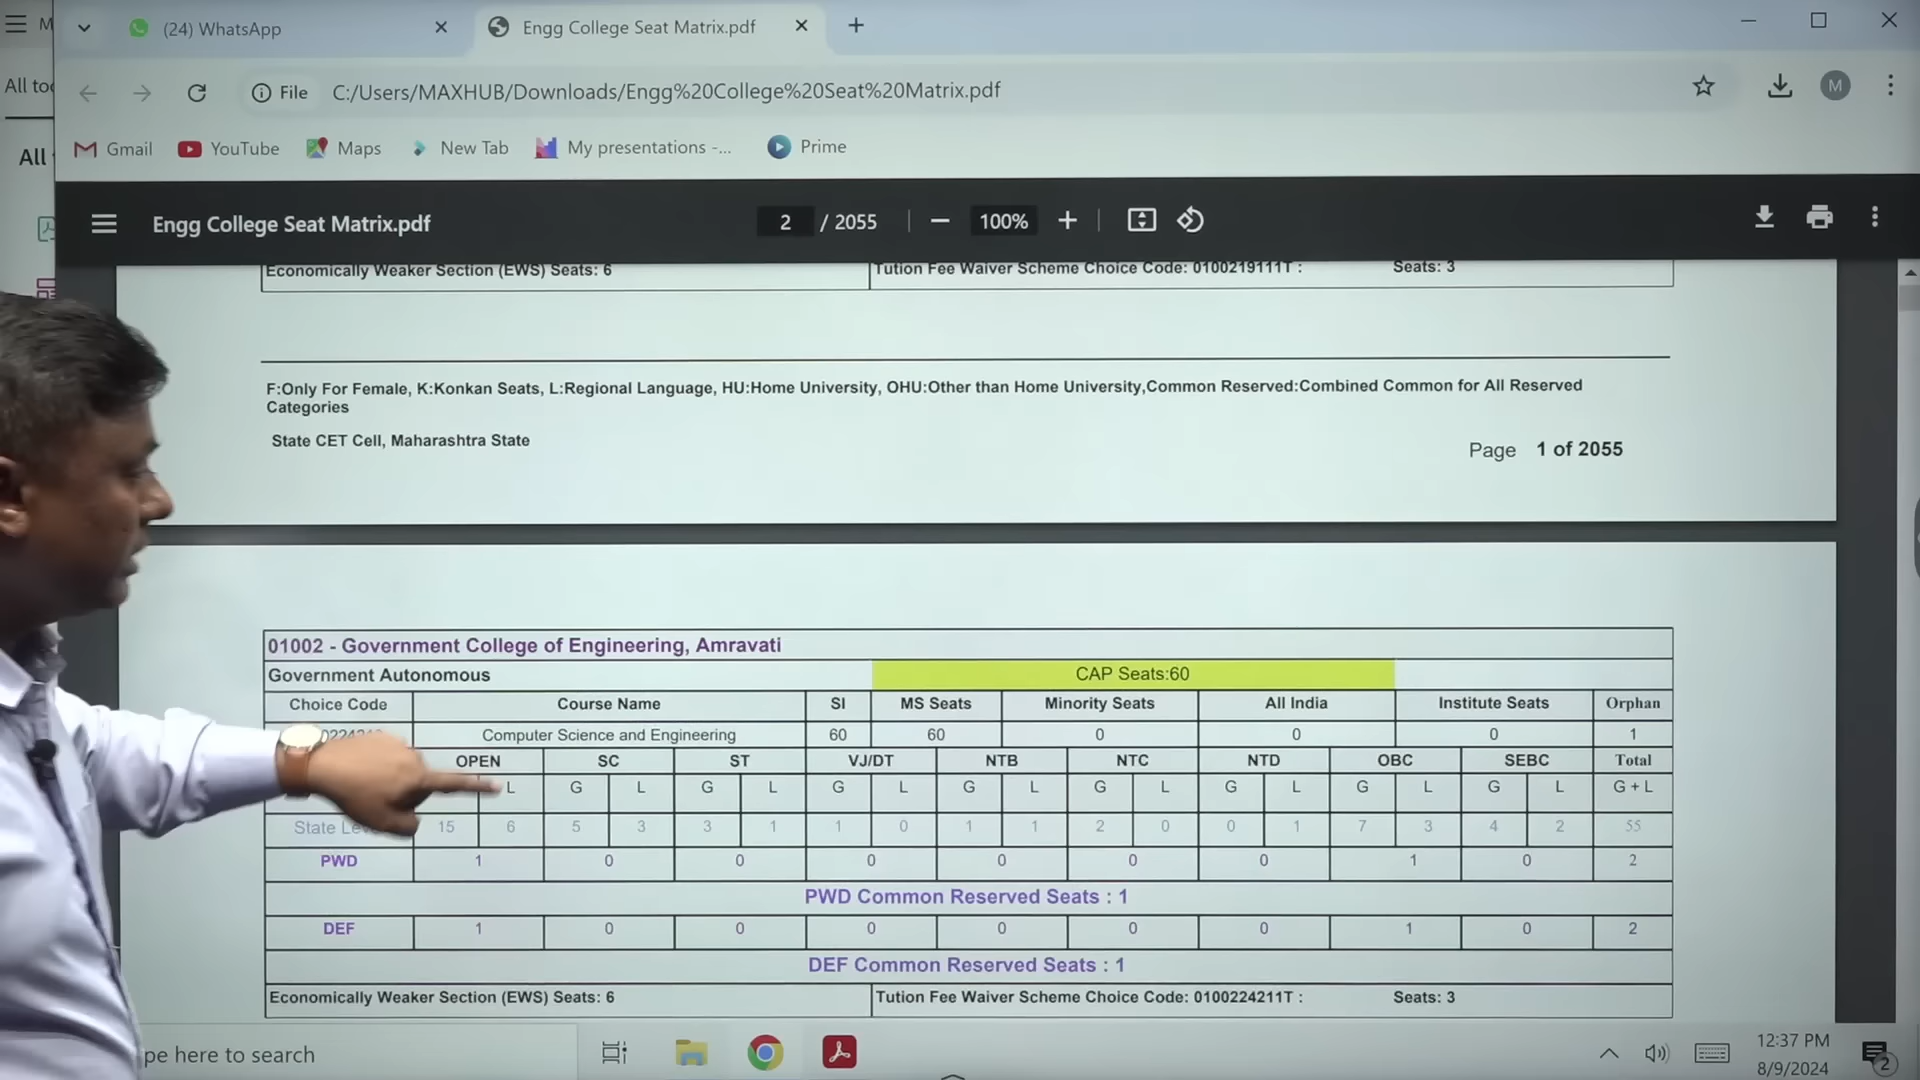 (24) WhatsApp
Engg College Seat Matrix.pdf
File C:/Users/MAXHUB/Downloads/Engg%20College%20Seat%20Matrix.pdf
M
Gmail YouTube Maps New Tab My presentations -... Prime
All
Engg College Seat Matrix.pdf 2 / 2055 100%
Economically Weaker Section (EWS) Seats: 6 Tution Fee Waiver Scheme Choice Code: 0100219111T : Seats: 3
F:Only For Female, K:Konkan Seats, L:Regional Language, HU:Home University, OHU:Other than Home University,Common Reserved:Combined Common for All Reserved
Categories
State CET Cell, Maharashtra State
Page 1 of 2055
01002 - Government College of Engineering, Amravati
Government Autonomous CAP Seats:60
Choice Code Course Name SI MS Seats Minority Seats All India Institute Seats Orphan
Computer Science and Engineering 60 60 0 0 0 1
OPEN SC ST VJ/DT NTB NTC NTD OBC SEBC Total
L G L G L G L G L G L G L G L G L G + L
State 15 6 5 3 3 1 1 0 1 1 2 0 0 1 7 3 4 2 55
PWD 1 0 0 0 0 0 0 1 0 2
PWD Common Reserved Seats : 1
DEF 1 0 0 0 0 0 0 1 0 2
DEF Common Reserved Seats : 1
Economically Weaker Section (EWS) Seats: 6 Tution Fee Waiver Scheme Choice Code: 0100224211T : Seats: 3
pe here to search
12:37 PM
8/9/2024
2